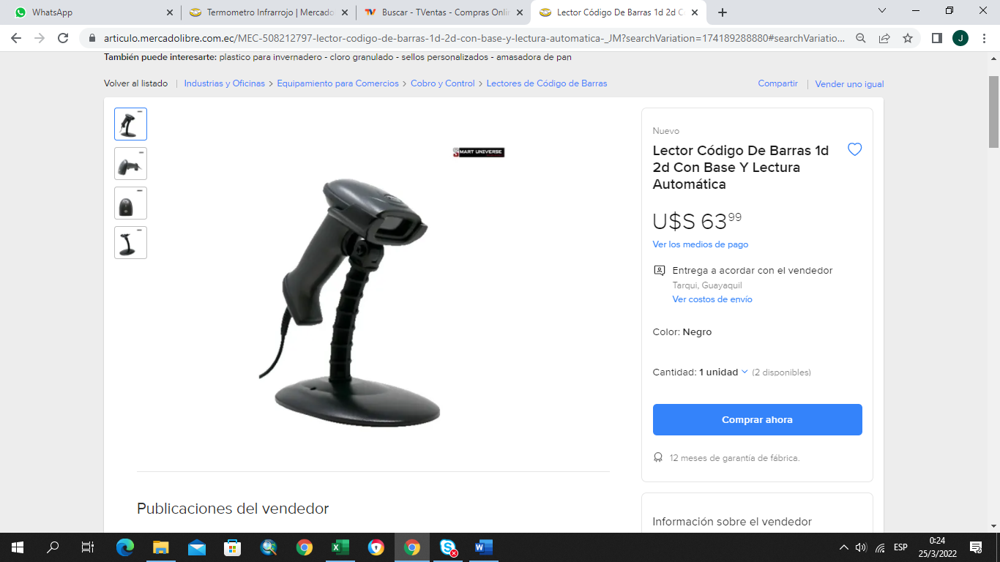 WhatsApp
Termometro Infrarrojo | Mercado
Buscar - TVentas - Compras Onli
Lector Código De Barras 1d 2d C
articulo.mercadolibre.com.ec/MEC-508212797-lector-codigo-de-barras-1d-2d-con-base-y-lectura-automatica-_JM?searchVariation=174189288880#searchVariatio...
J
También puede interesarte: plastico para invernadero - cloro granulado - sellos personalizados - amasadora de pan
Volver al listado | Industrias y Oficinas > Equipamiento para Comercios > Cobro y Control > Lectores de Código de Barras
Compartir | Vender uno igual
SMART UNIVERSE
Nuevo
Lector Código De Barras 1d
2d Con Base Y Lectura
Automática
U$S 63⁹⁹
Ver los medios de pago
Entrega a acordar con el vendedor
Tarqui, Guayaquil
Ver costos de envío
Color: Negro
Cantidad: 1 unidad (2 disponibles)
Comprar ahora
12 meses de garantía de fábrica.
Publicaciones del vendedor
Información sobre el vendedor
ESP
0:24
25/3/2022